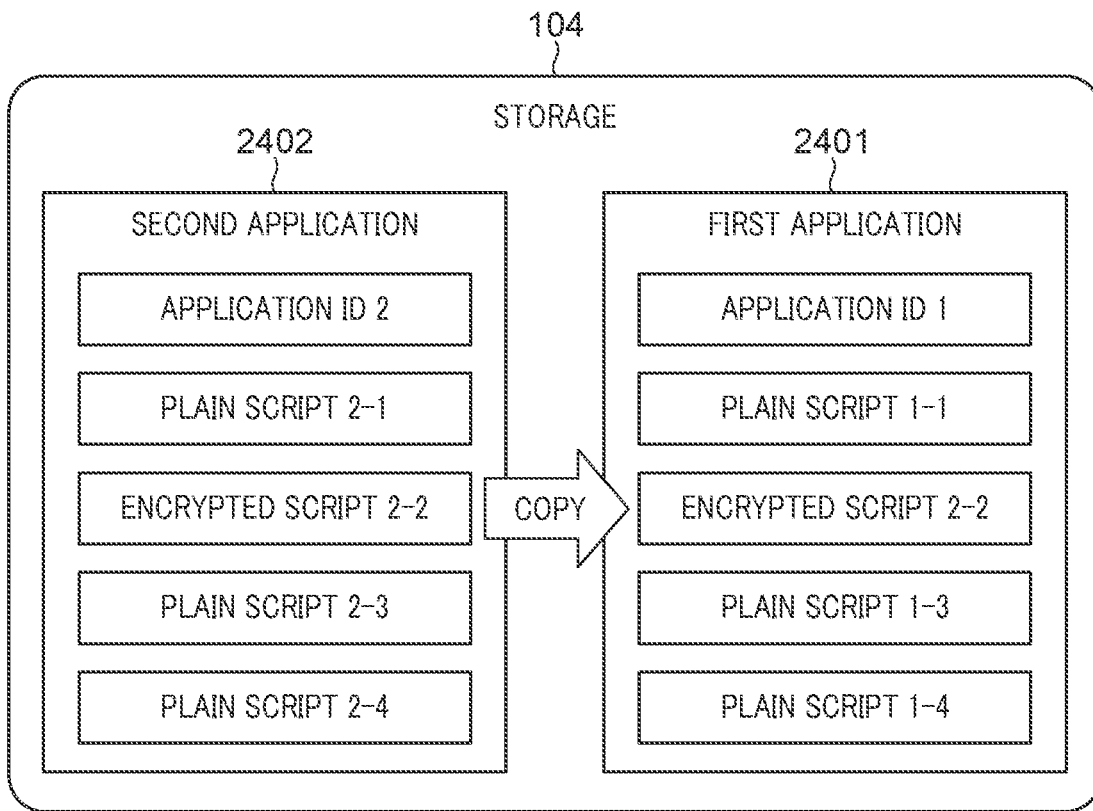 104
STORAGE
2402
2401
SECOND APPLICATION
APPLICATION ID 2
PLAIN SCRIPT 2-1
ENCRYPTED SCRIPT 2-2
PLAIN SCRIPT 2-3
PLAIN SCRIPT 2-4
COPY
FIRST APPLICATION
APPLICATION ID 1
PLAIN SCRIPT 1-1
ENCRYPTED SCRIPT 2-2
PLAIN SCRIPT 1-3
PLAIN SCRIPT 1-4